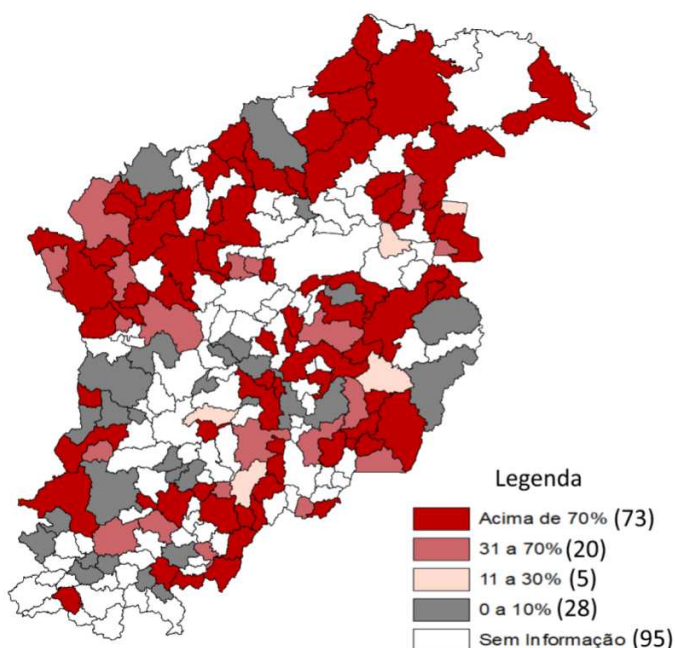 Legenda
Acima de 70% (73)
31 a 70% (20)
11 a 30% (5)
0 a 10% (28)
Sem Informação (95)